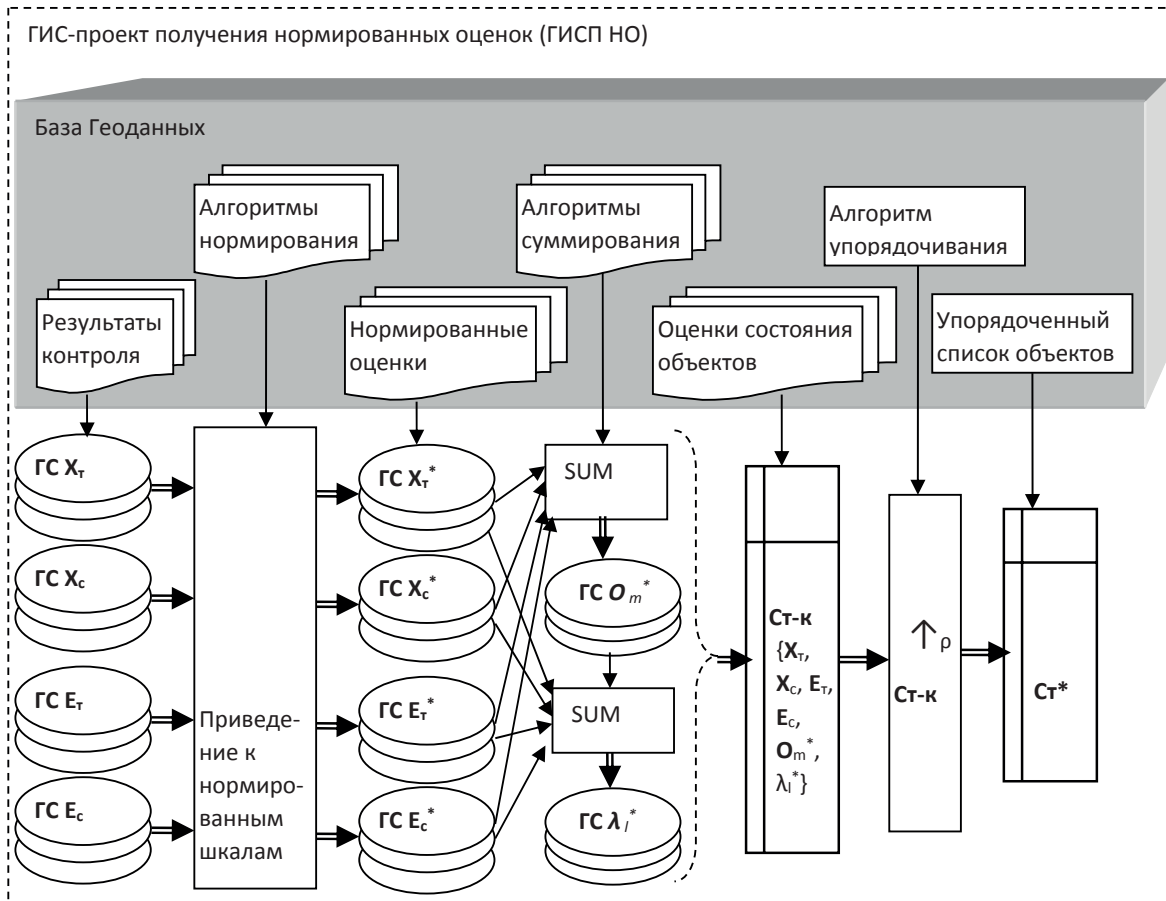 ГИС-проект получения нормированных оценок (ГИСП НО)
База Геоданных
Алгоритмы
нормирования
Алгоритмы
суммирования
Алгоритм
упорядочивания
Результаты
контроля
Нормированные
оценки
Оценки состояния
объектов
Упорядоченный
список объектов
ГС Xт
ГС Xс
ГС Eт
ГС Eс
Приведе-
ние к
нормиро-
ванным
шкалам
ГС Xт*
ГС Xс*
ГС Eт*
ГС Eс*
SUM
ГС Om*
SUM
ГС λl*
Ст-к
{Xт,
Xс, Eт,
Eс,
Om*,
λl*}
↑ρ
Ст-к
Ст*